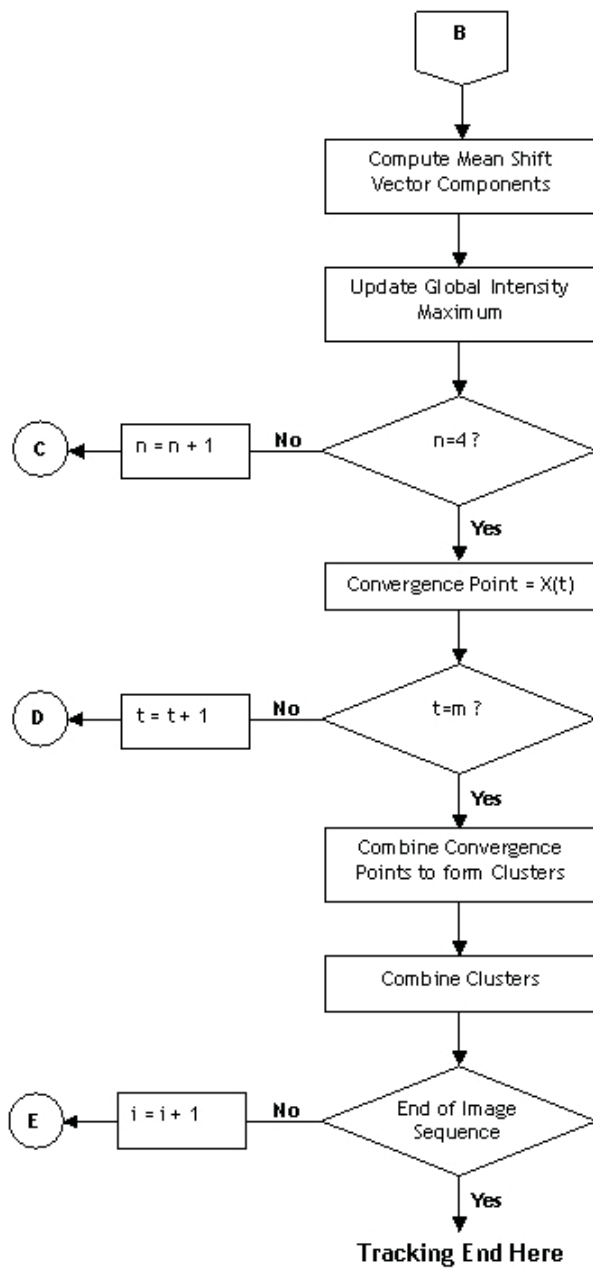 B
Compute Mean Shift
Vector Components
Update Global Intensity
Maximum
C
n = n + 1
No
n=4 ?
Yes
Convergence Point = X(t)
D
t = t + 1
No
t=m ?
Yes
Combine Convergence
Points to form Clusters
Combine Clusters
E
i = i + 1
No
End of Image
Sequence
Yes
Tracking End Here